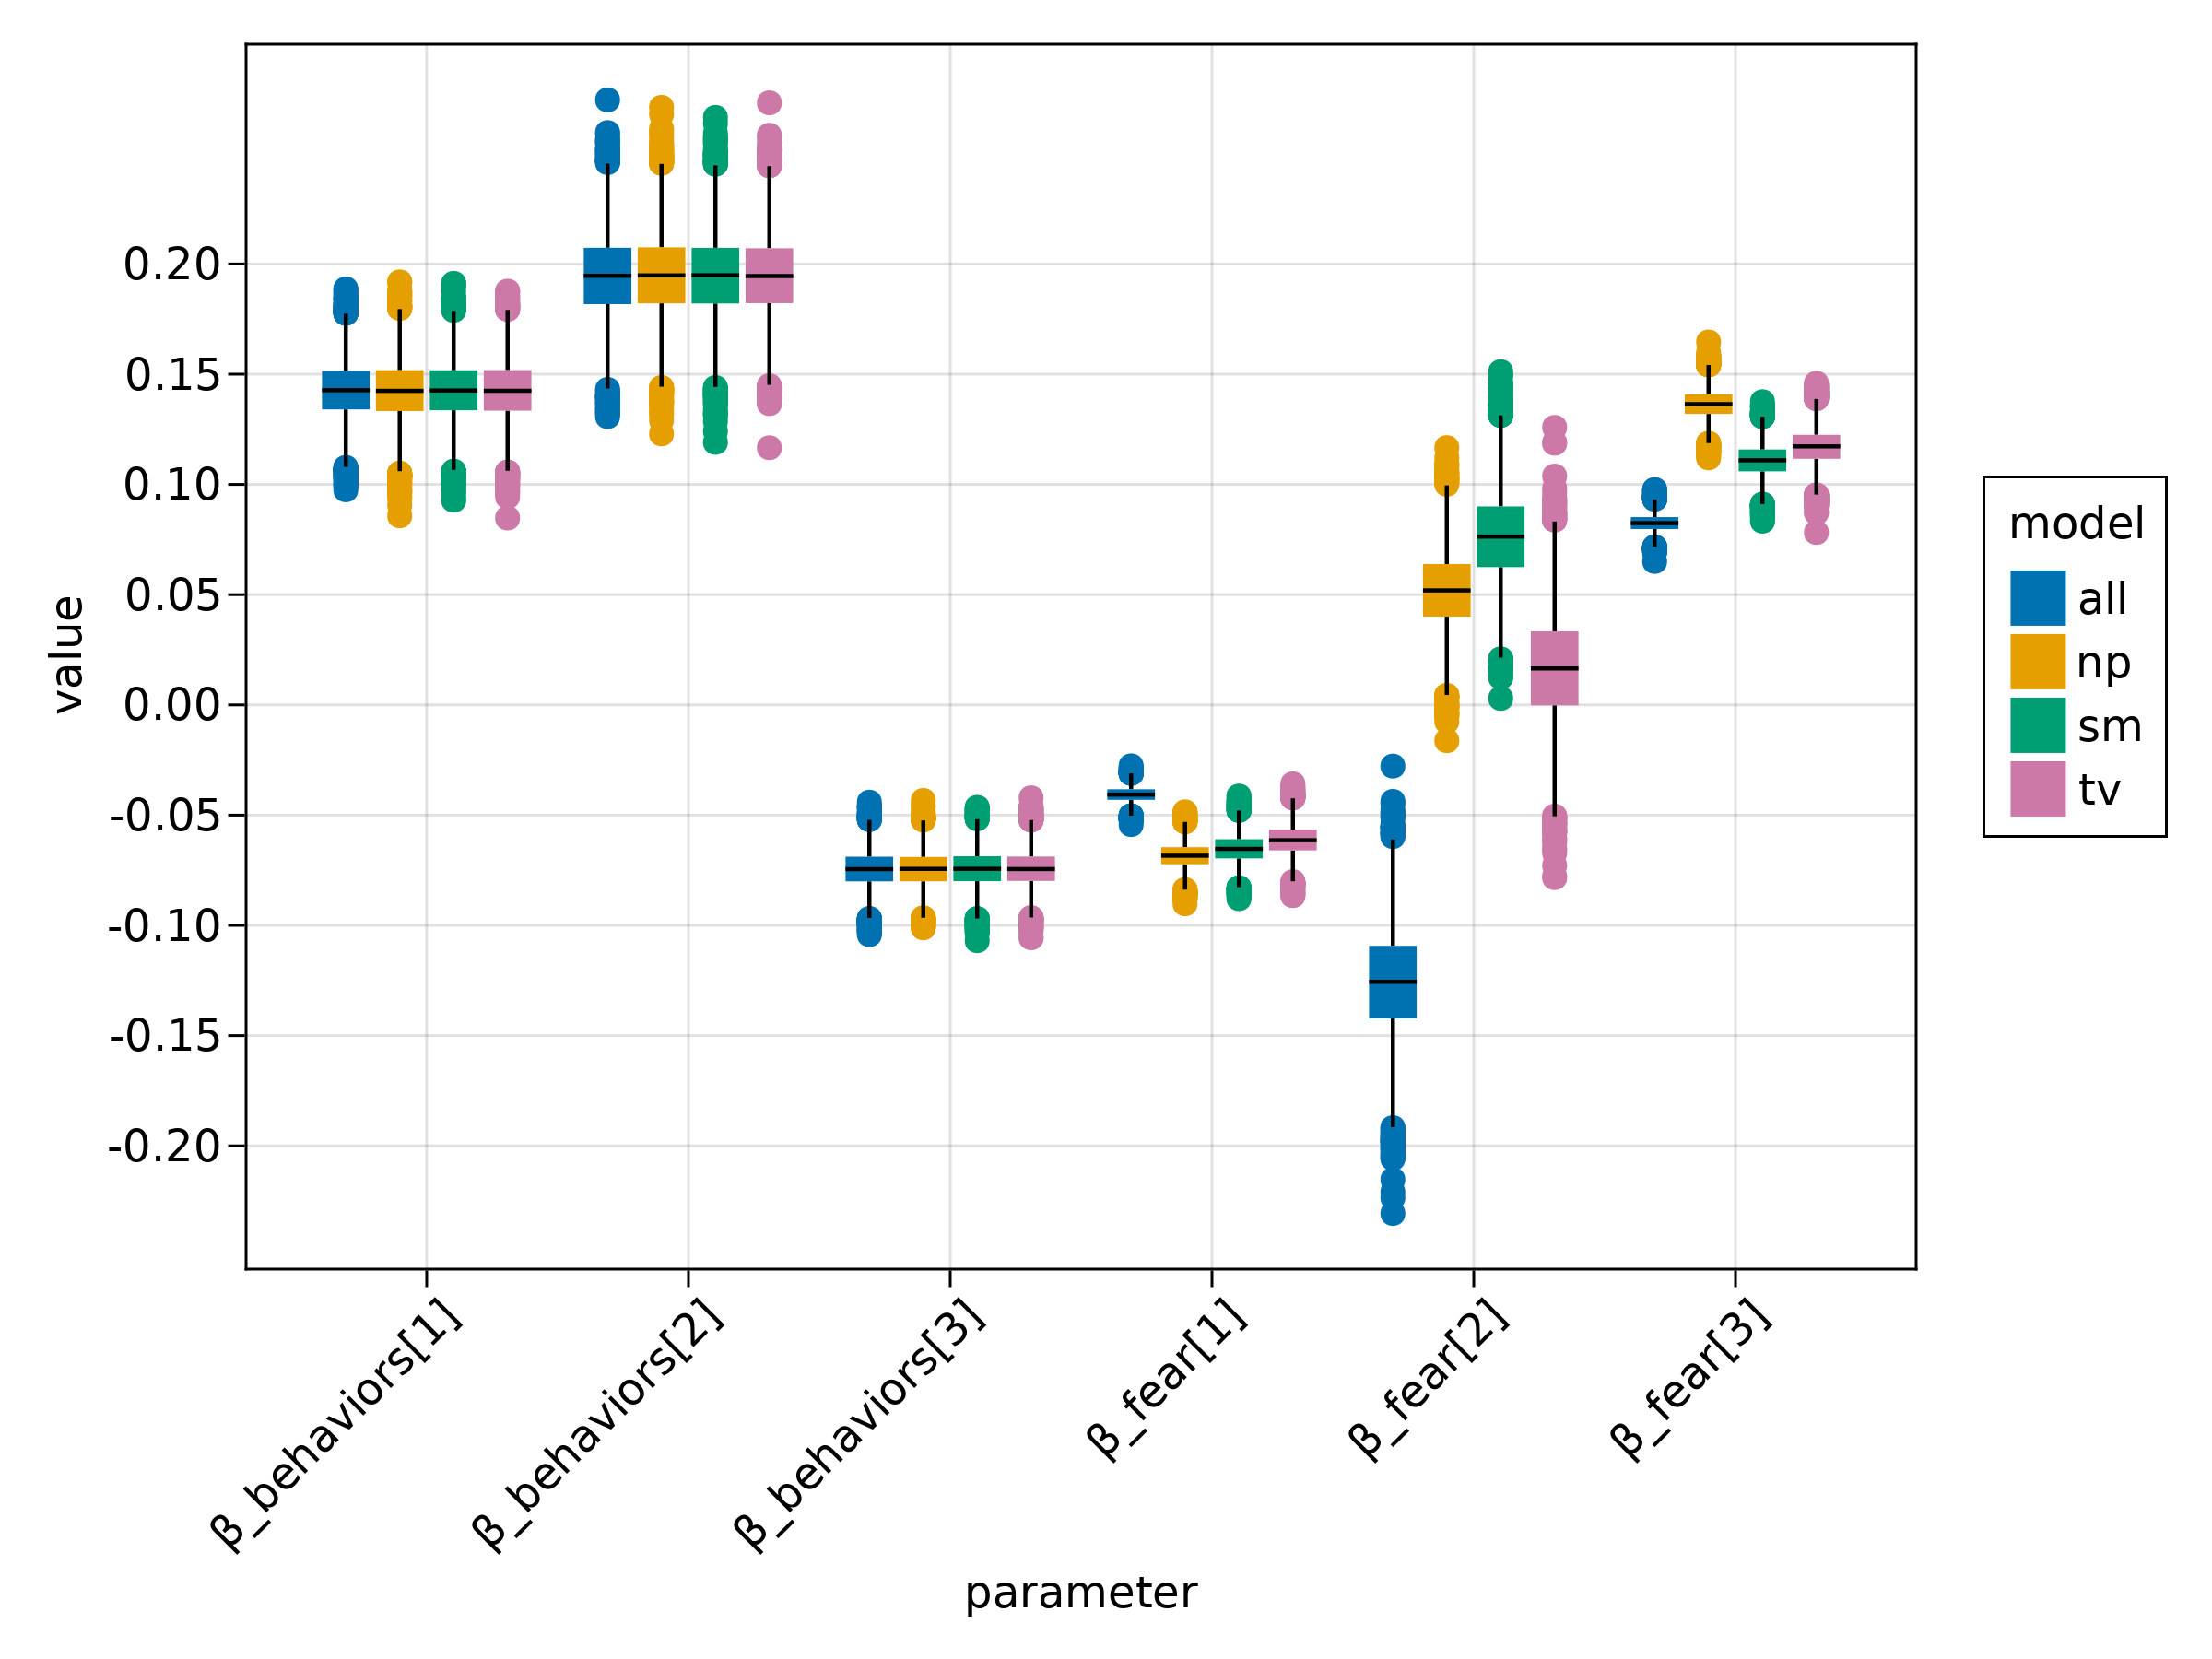 0.20
0.15
0.10
0.05
0.00
-0.05
-0.10
-0.15
-0.20
value
β_behaviors[1]
β_behaviors[2]
β_behaviors[3]
β_fear[1]
β_fear[2]
β_fear[3]
parameter
model
all
np
sm
tv